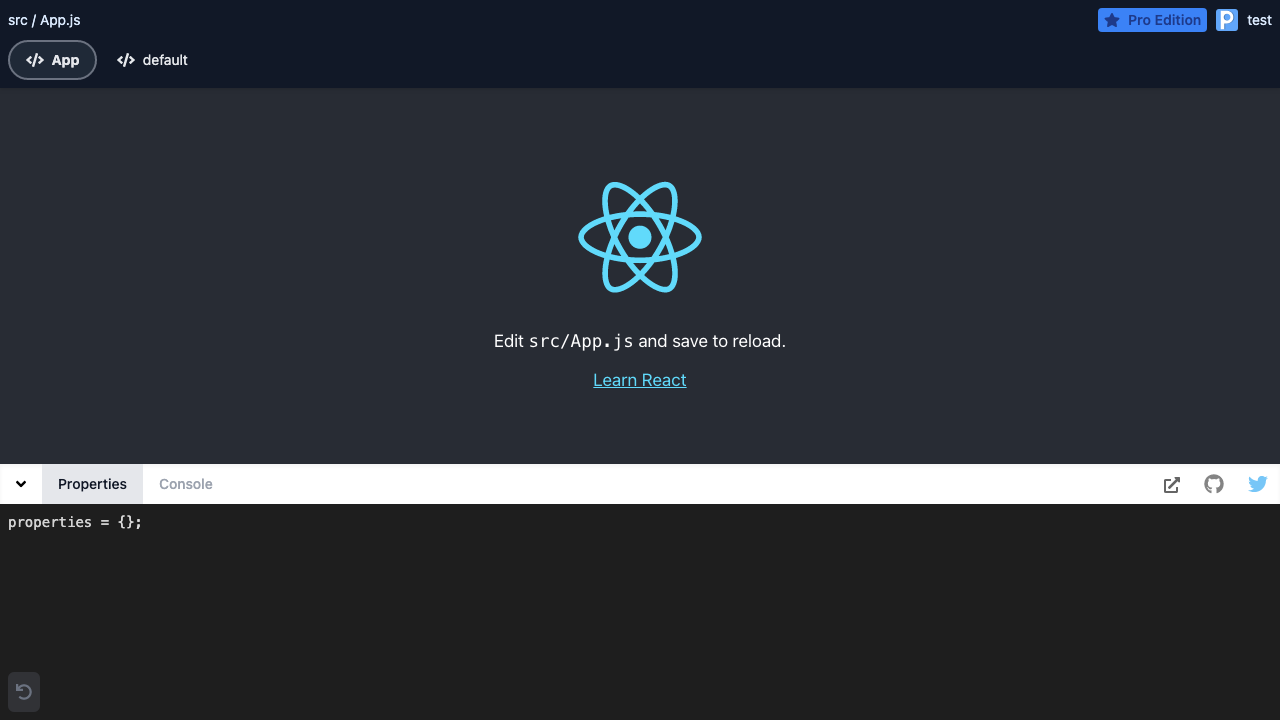 src / App.js
Pro Edition
test
App
default
Edit src/App.js and save to reload.
Learn React
Properties
Console
properties = {};